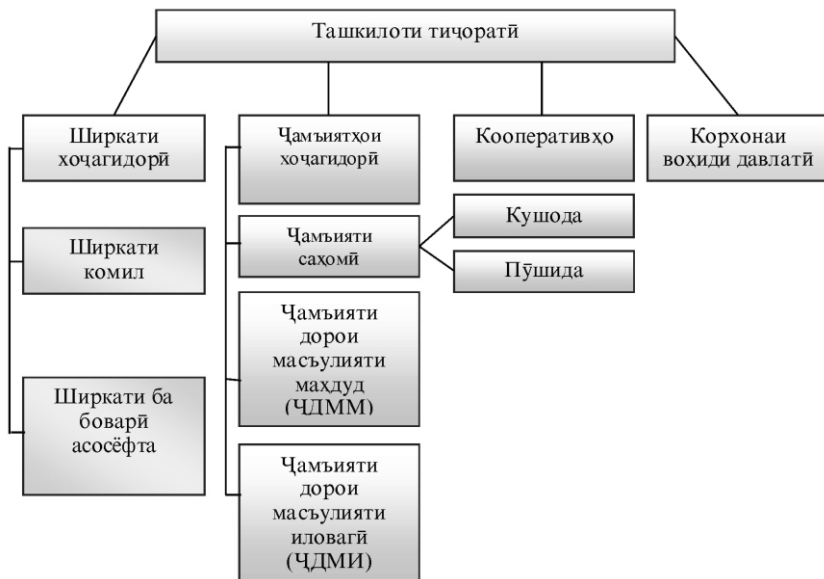 Ташкилоти тиҷоратӣ
Ширкати
хоҷагидорӣ
Ҷамъиятҳои
хоҷагидорӣ
Кооперативҳо
Корхонаи
воҳиди давлатӣ
Ширкати
комил
Ҷамъияти
саҳомӣ
Кушода
Пӯшида
Ширкати ба
боварӣ
асосёфта
Ҷамъияти
дорои
масъулияти
маҳдуд
(ҶДММ)
Ҷамъияти
дорои
масъулияти
иловагӣ
(ҶДМИ)